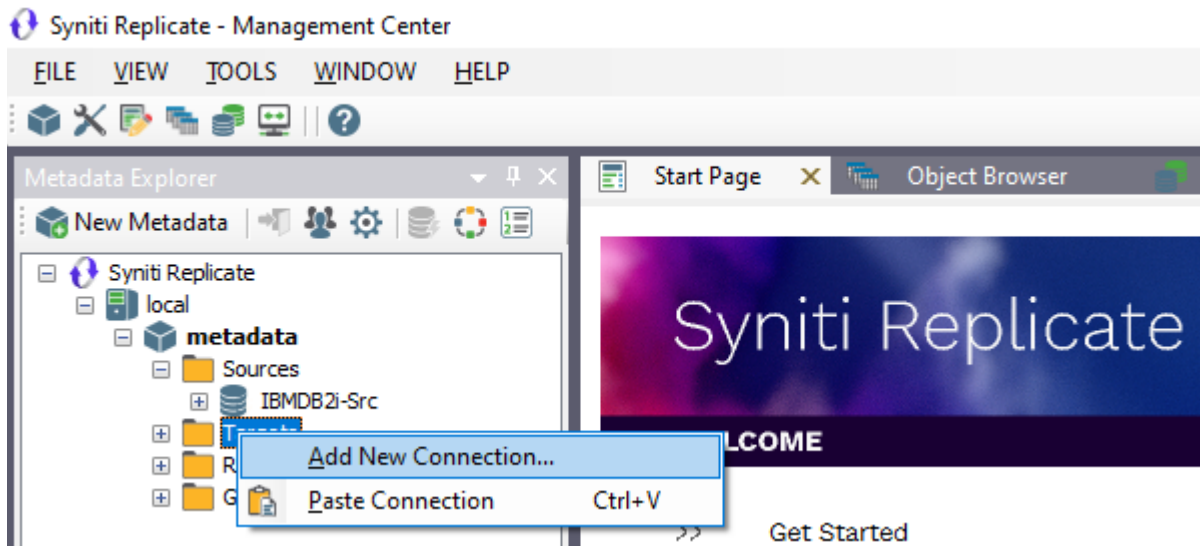 Syniti Replicate - Management Center
FILE VIEW TOOLS WINDOW HELP
Metadata Explorer
New Metadata
Syniti Replicate
local
metadata
Sources
IBMDB2i-Src
R
G
Add New Connection...
Paste Connection Ctrl+V
Start Page
Object Browser
Syniti Replicate
LCOME
>> Get Started